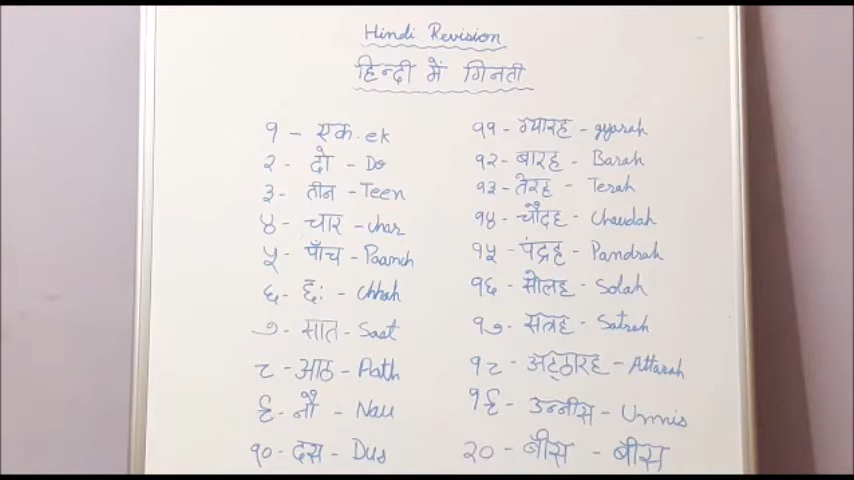 Hindi Revision
हिन्दी में गिनती
१ - एक - ek
२ - दो - Do
३ - तीन - Teen
४ - चार - char
५ - पाँच - Paanch
६ - छ: - Chhah
७ - सात - Saat
८ - आठ - Aath
९ - नौ - Nau
१० - दस - Dus
११ - ग्यारह - gyarah
१२ - बारह - Barah
१३ - तेरह - Terah
१४ - चौदह - Chaudah
१५ - पंद्रह - Pandrah
१६ - सोलह - Solah
१७ - सत्रह - Satrah
१८ - अट्ठारह - Attarah
१९ - उन्नीस - Unnis
२० - बीस - बीस